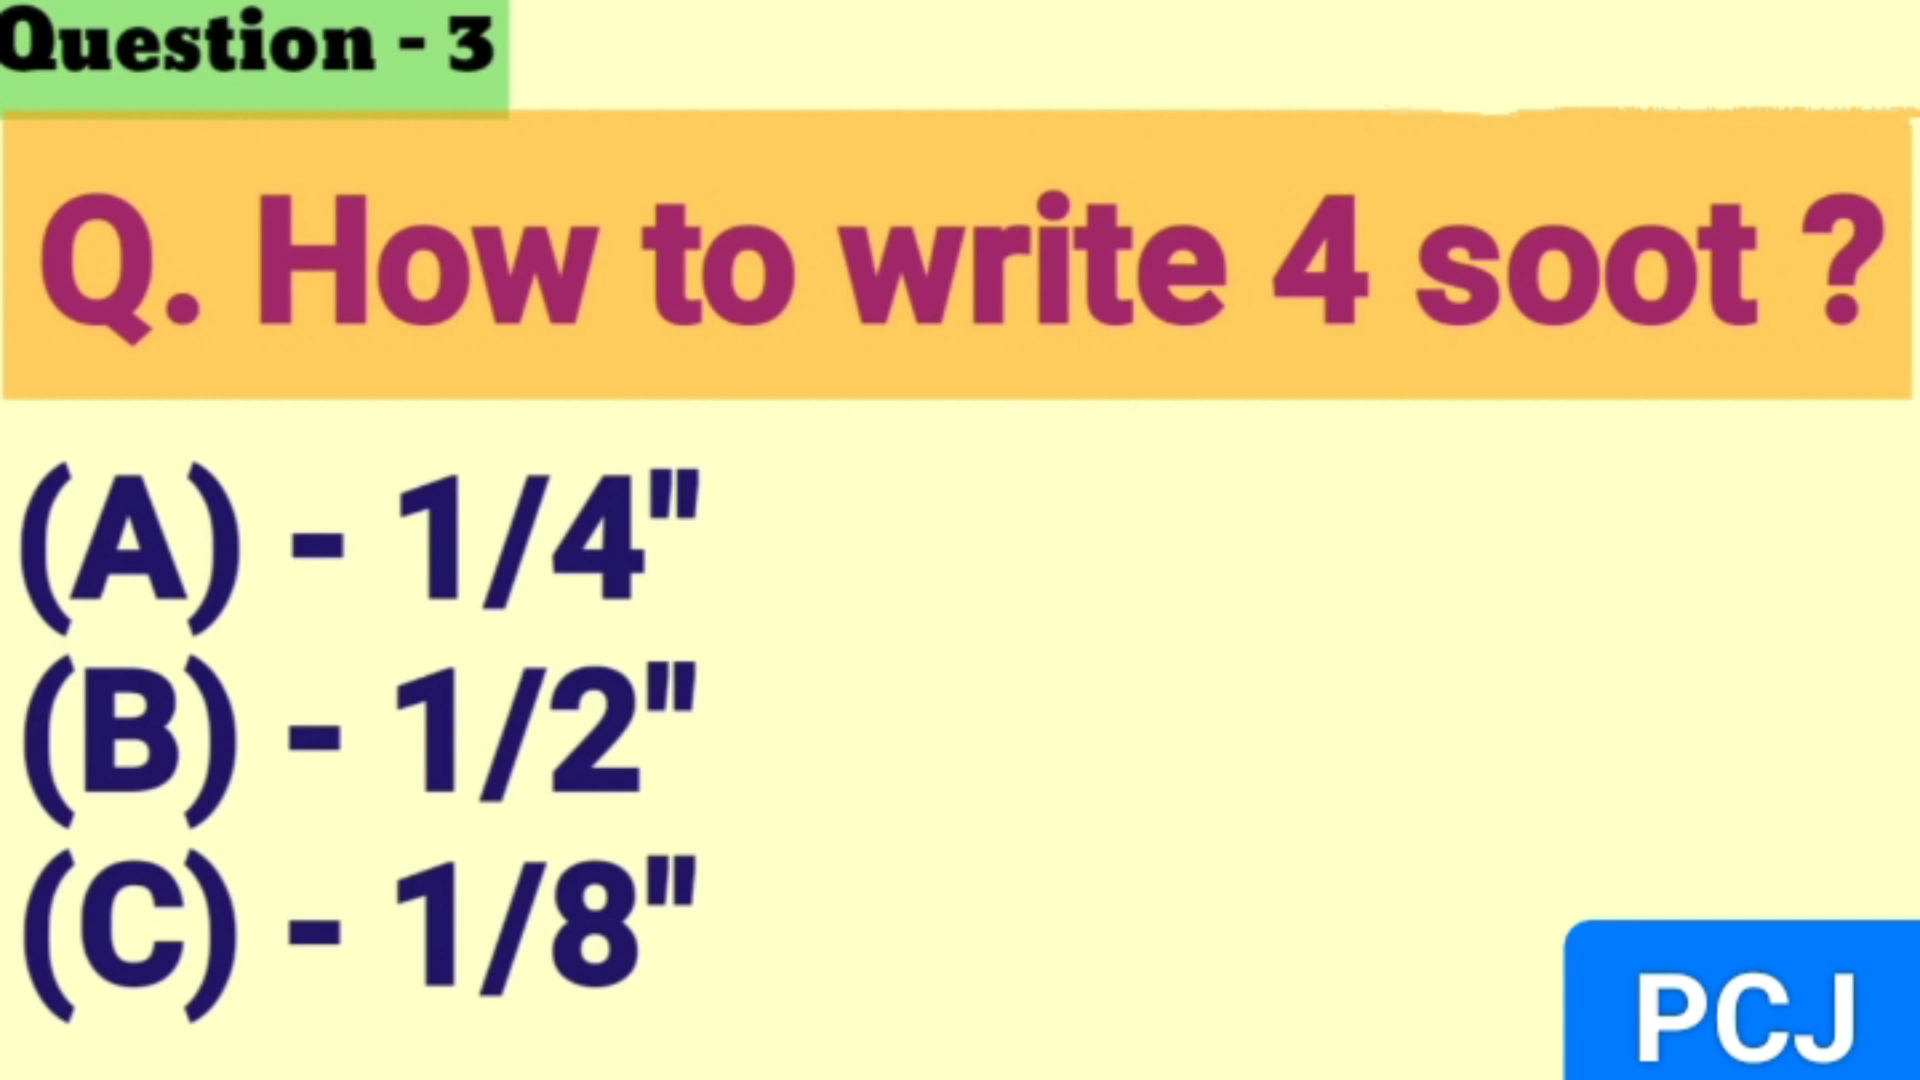 Question - 3
Q. How to write 4 soot ?
(A) - 1/4"
(B) - 1/2"
(C) - 1/8"
PCJ